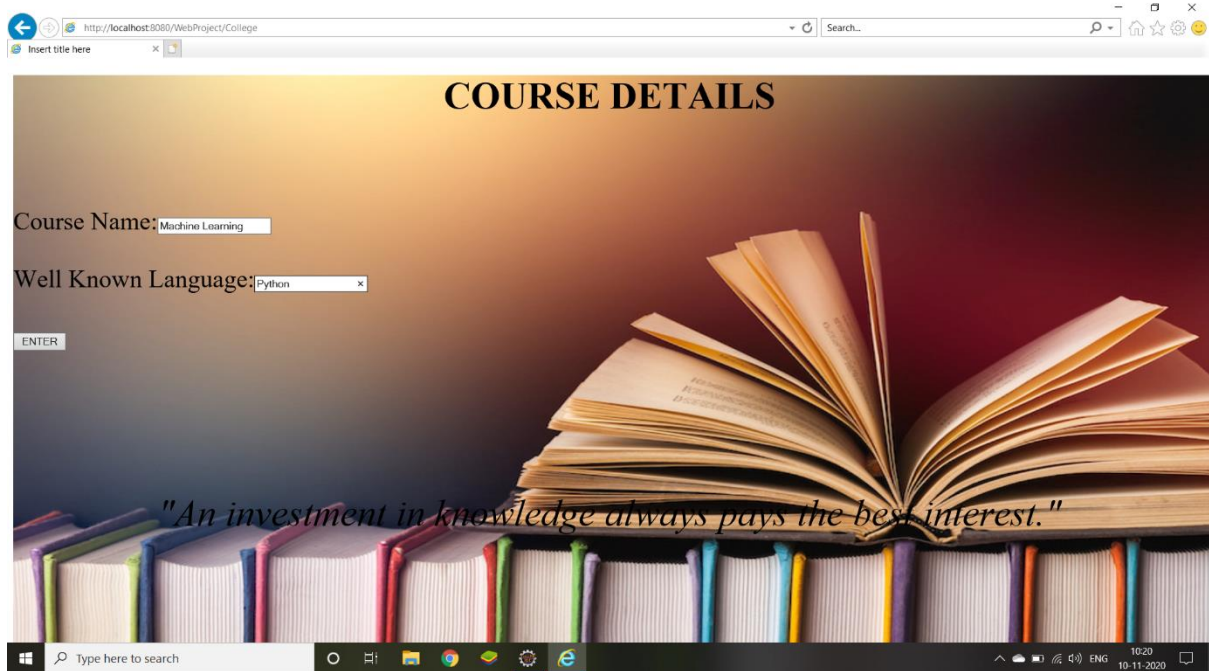 http://localhost:8080/WebProject/College
Search...
Insert title here
COURSE DETAILS
Course Name: Machine Learning
Well Known Language: Python
ENTER
"An investment in knowledge always pays the best interest."
Type here to search
ENG
10:20
10-11-2020